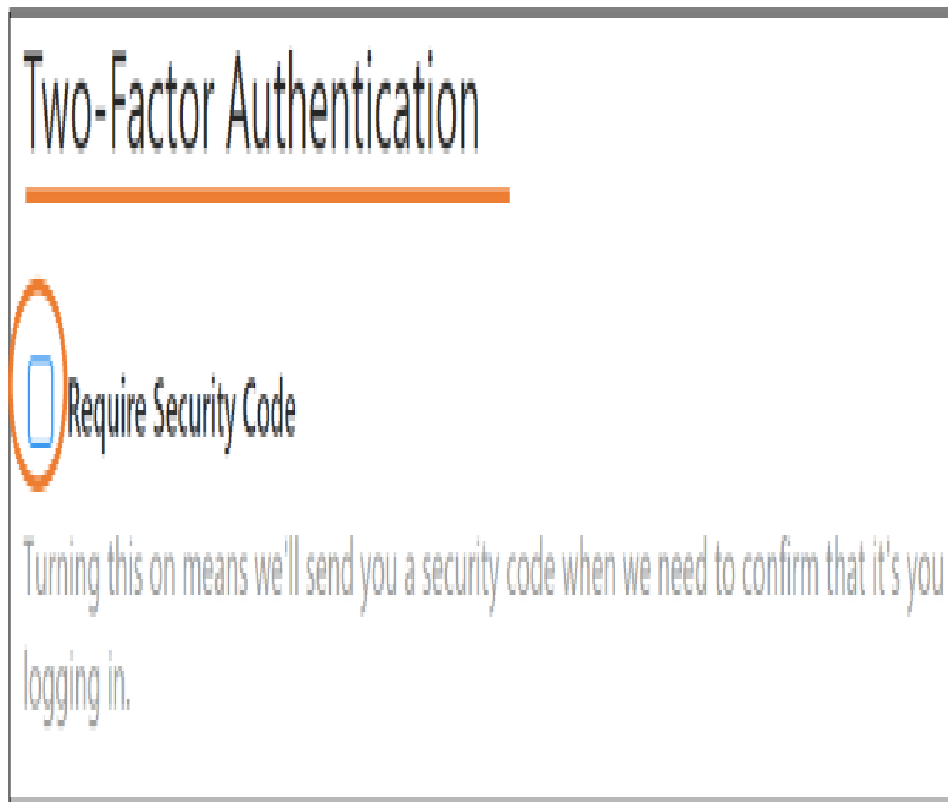 Two-Factor Authentication
Require Security Code
Turning this on means we'll send you a security code when we need to confirm that it's you
logging in.